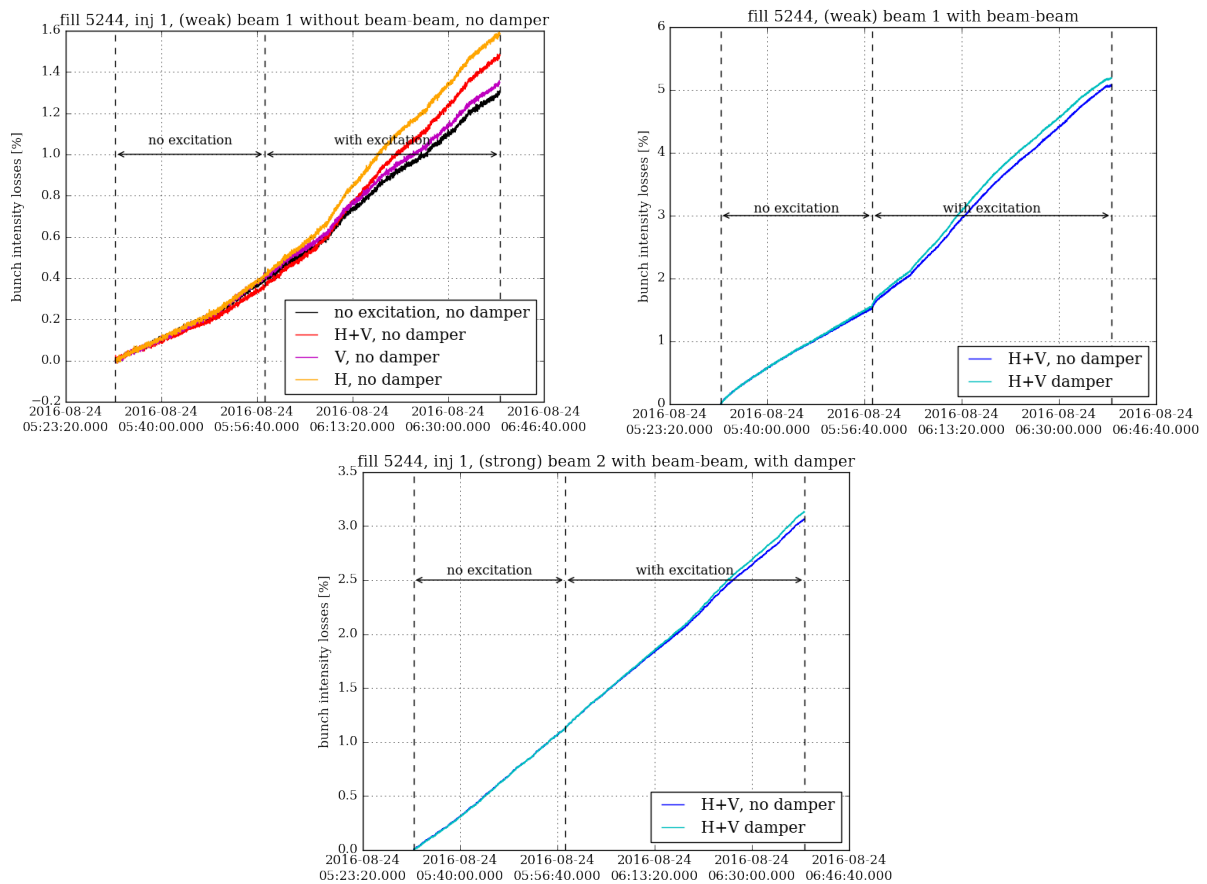 fill 5244, inj 1, (weak) beam 1 without beam-beam, no damper
bunch intensity losses [%]
1.6
1.4
1.2
1.0
0.8
0.6
0.4
0.2
0.0
−0.2
no excitation
with excitation
no excitation, no damper
H+V, no damper
V, no damper
H, no damper
2016-08-24 2016-08-24 2016-08-24 2016-08-24 2016-08-24 2016-08-24
05:23:20.000 05:40:00.000 05:56:40.000 06:13:20.000 06:30:00.000 06:46:40.000
fill 5244, (weak) beam 1 with beam-beam
bunch intensity losses [%]
6
5
4
3
2
1
0
no excitation
with excitation
H+V, no damper
H+V damper
2016-08-24 2016-08-24 2016-08-24 2016-08-24 2016-08-24 2016-08-24
05:23:20.000 05:40:00.000 05:56:40.000 06:13:20.000 06:30:00.000 06:46:40.000
fill 5244, inj 1, (strong) beam 2 with beam-beam, with damper
bunch intensity losses [%]
3.5
3.0
2.5
2.0
1.5
1.0
0.5
0.0
no excitation
with excitation
H+V, no damper
H+V damper
2016-08-24 2016-08-24 2016-08-24 2016-08-24 2016-08-24 2016-08-24
05:23:20.000 05:40:00.000 05:56:40.000 06:13:20.000 06:30:00.000 06:46:40.000